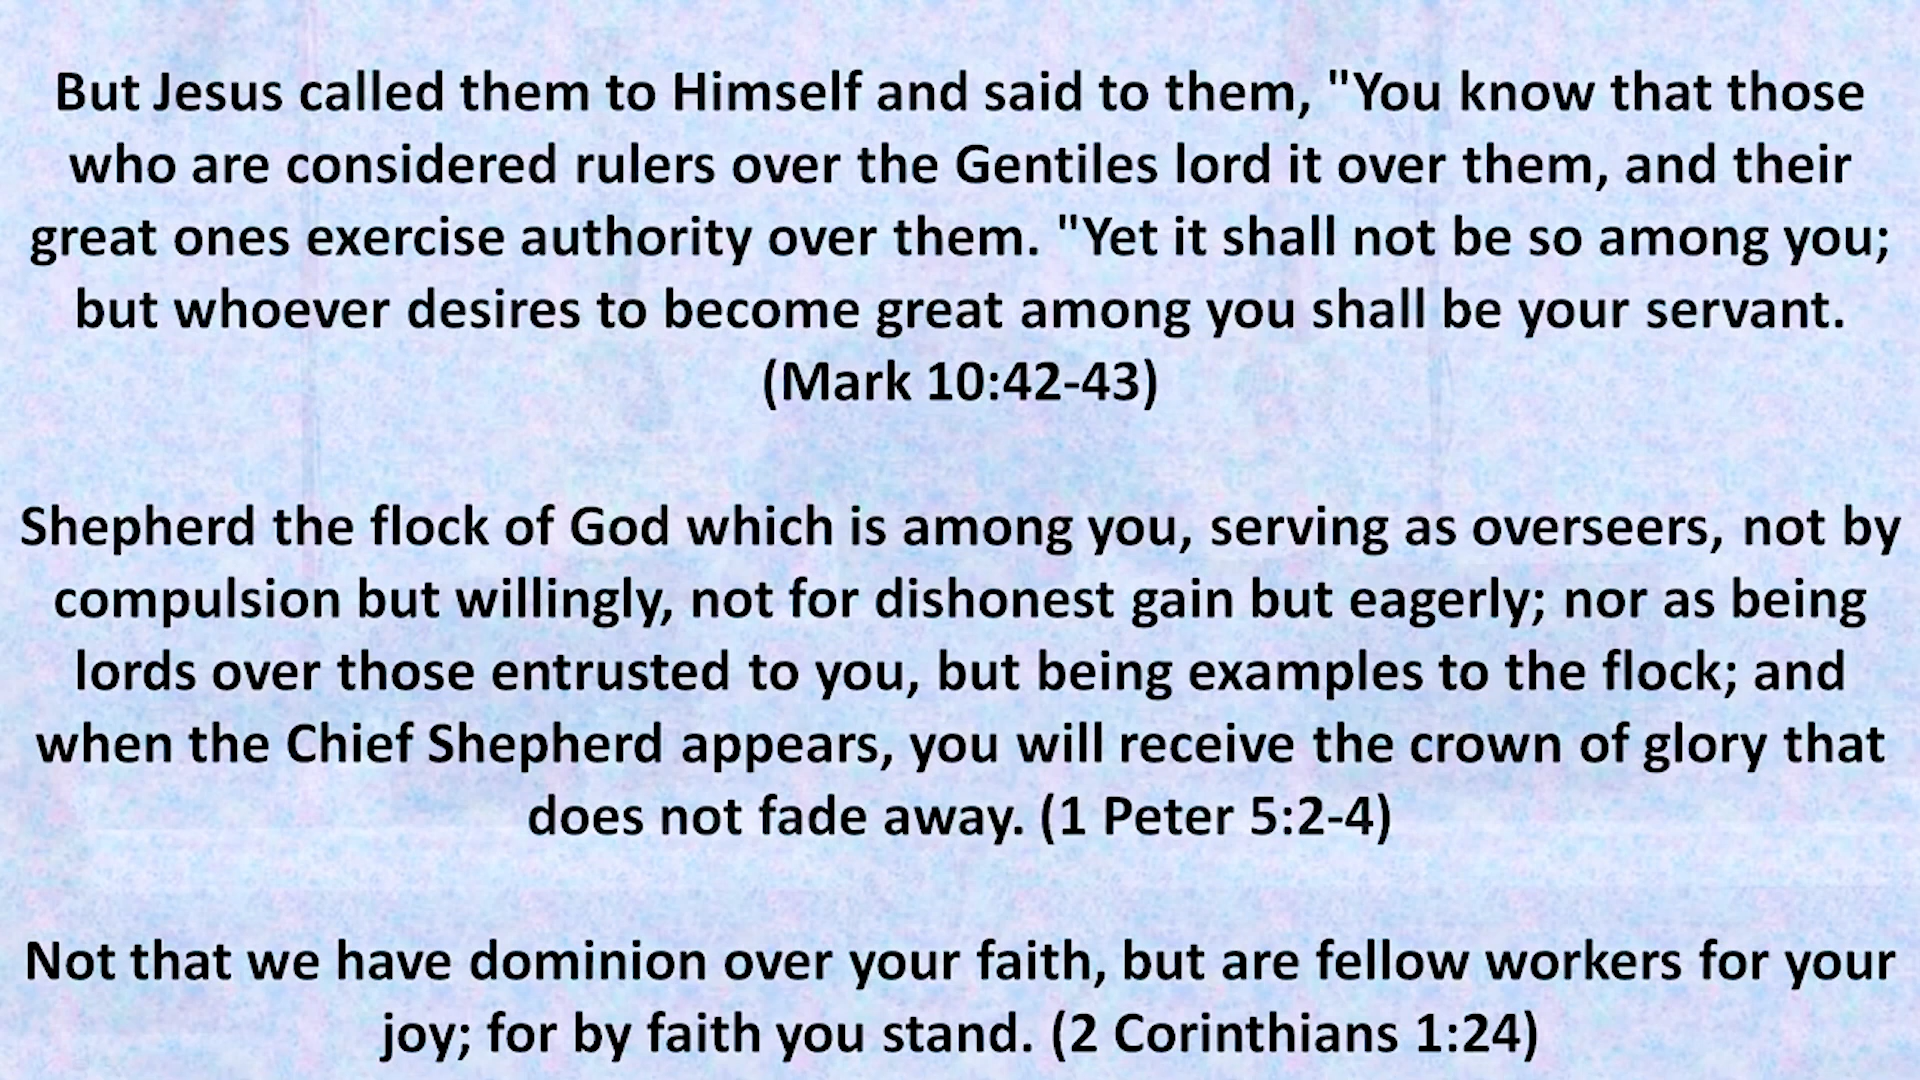 But Jesus called them to Himself and said to them, "You know that those
who are considered rulers over the Gentiles lord it over them, and their
great ones exercise authority over them. "Yet it shall not be so among you;
but whoever desires to become great among you shall be your servant.
(Mark 10:42-43)
Shepherd the flock of God which is among you, serving as overseers, not by
compulsion but willingly, not for dishonest gain but eagerly; nor as being
lords over those entrusted to you, but being examples to the flock; and
when the Chief Shepherd appears, you will receive the crown of glory that
does not fade away. (1 Peter 5:2-4)
Not that we have dominion over your faith, but are fellow workers for your
joy; for by faith you stand. (2 Corinthians 1:24)